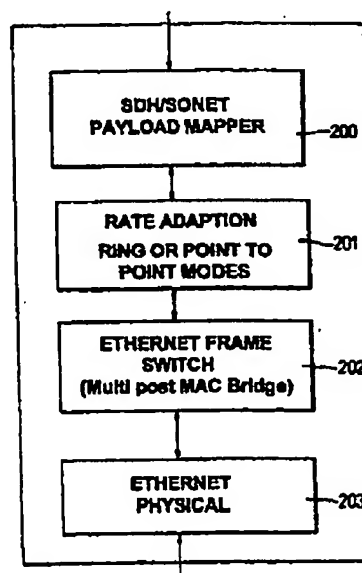 SDH/SONET
PAYLOAD MAPPER
200
RATE ADAPTION
RING OR POINT TO
POINT MODES
201
ETHERNET FRAME
SWITCH
(Multi post MAC Bridge)
202
ETHERNET
PHYSICAL
203